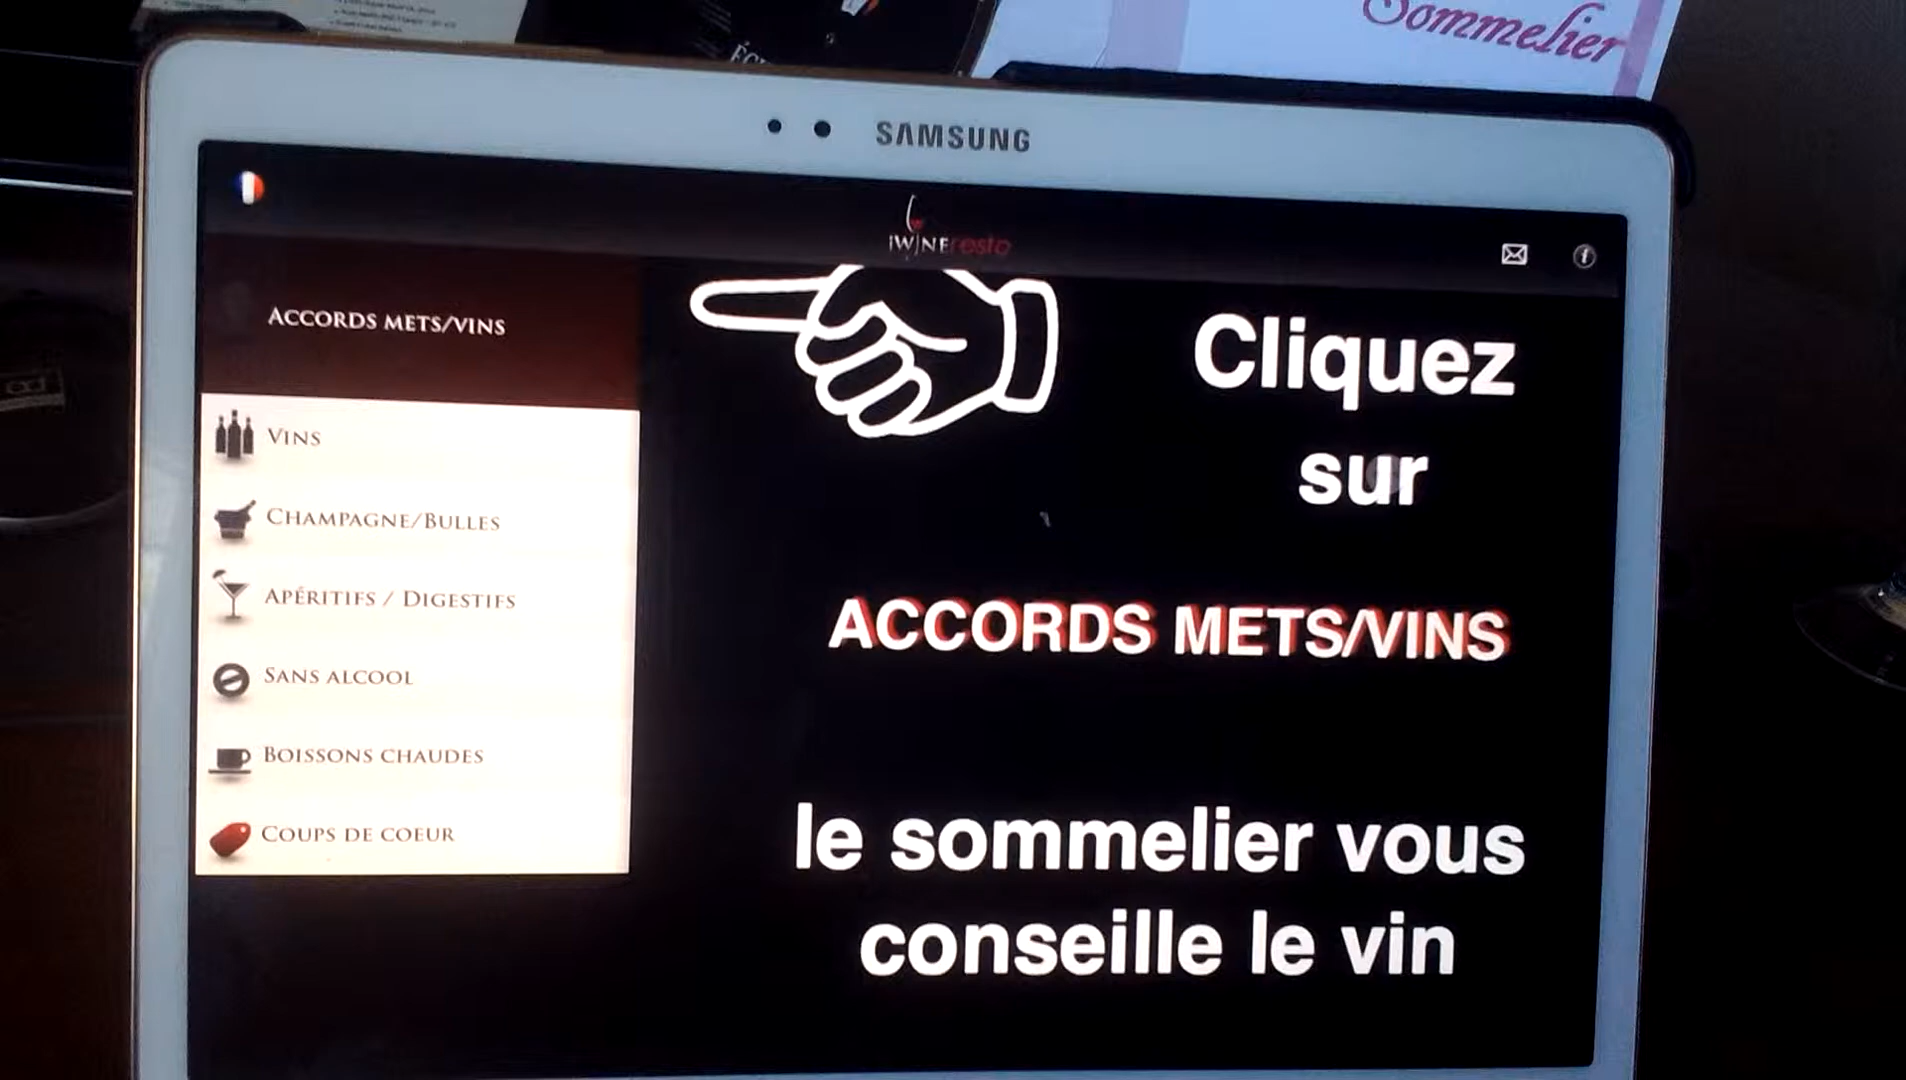 Sommelier
SAMSUNG
iWINEresto
ACCORDS METS/VINS
VINS
CHAMPAGNE/BULLES
APÉRITIFS / DIGESTIFS
SANS ALCOOL
BOISSONS CHAUDES
COUPS DE COEUR
Cliquez
sur
ACCORDS METS/VINS
le sommelier vous
conseille le vin